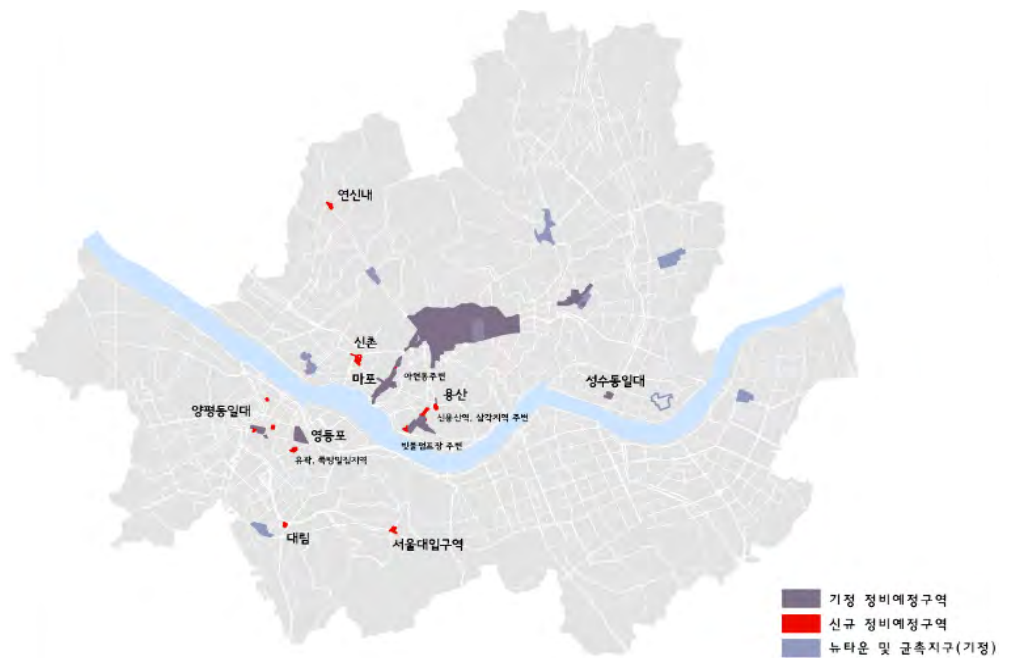 연신내
신촌
마포
아현동주변
용산
성수동일대
신용산역, 삼각지역 주변
양평동일대
영등포
빗물펌프장 주변
유곽, 쪽방밀집지역
대림
서울대입구역
기정 정비예정구역
신규 정비예정구역
뉴타운 및 균촉지구(기정)